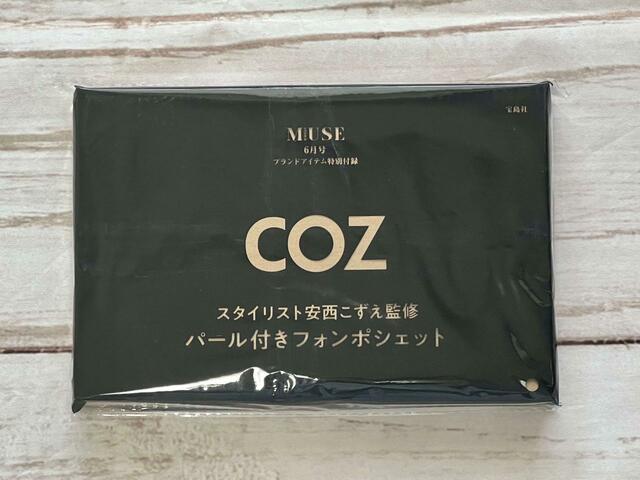 宝島社
MUSE
6月号
ブランドアイテム特別付録
COZ
スタイリスト安西こずえ監修
パール付きフォンポシェット